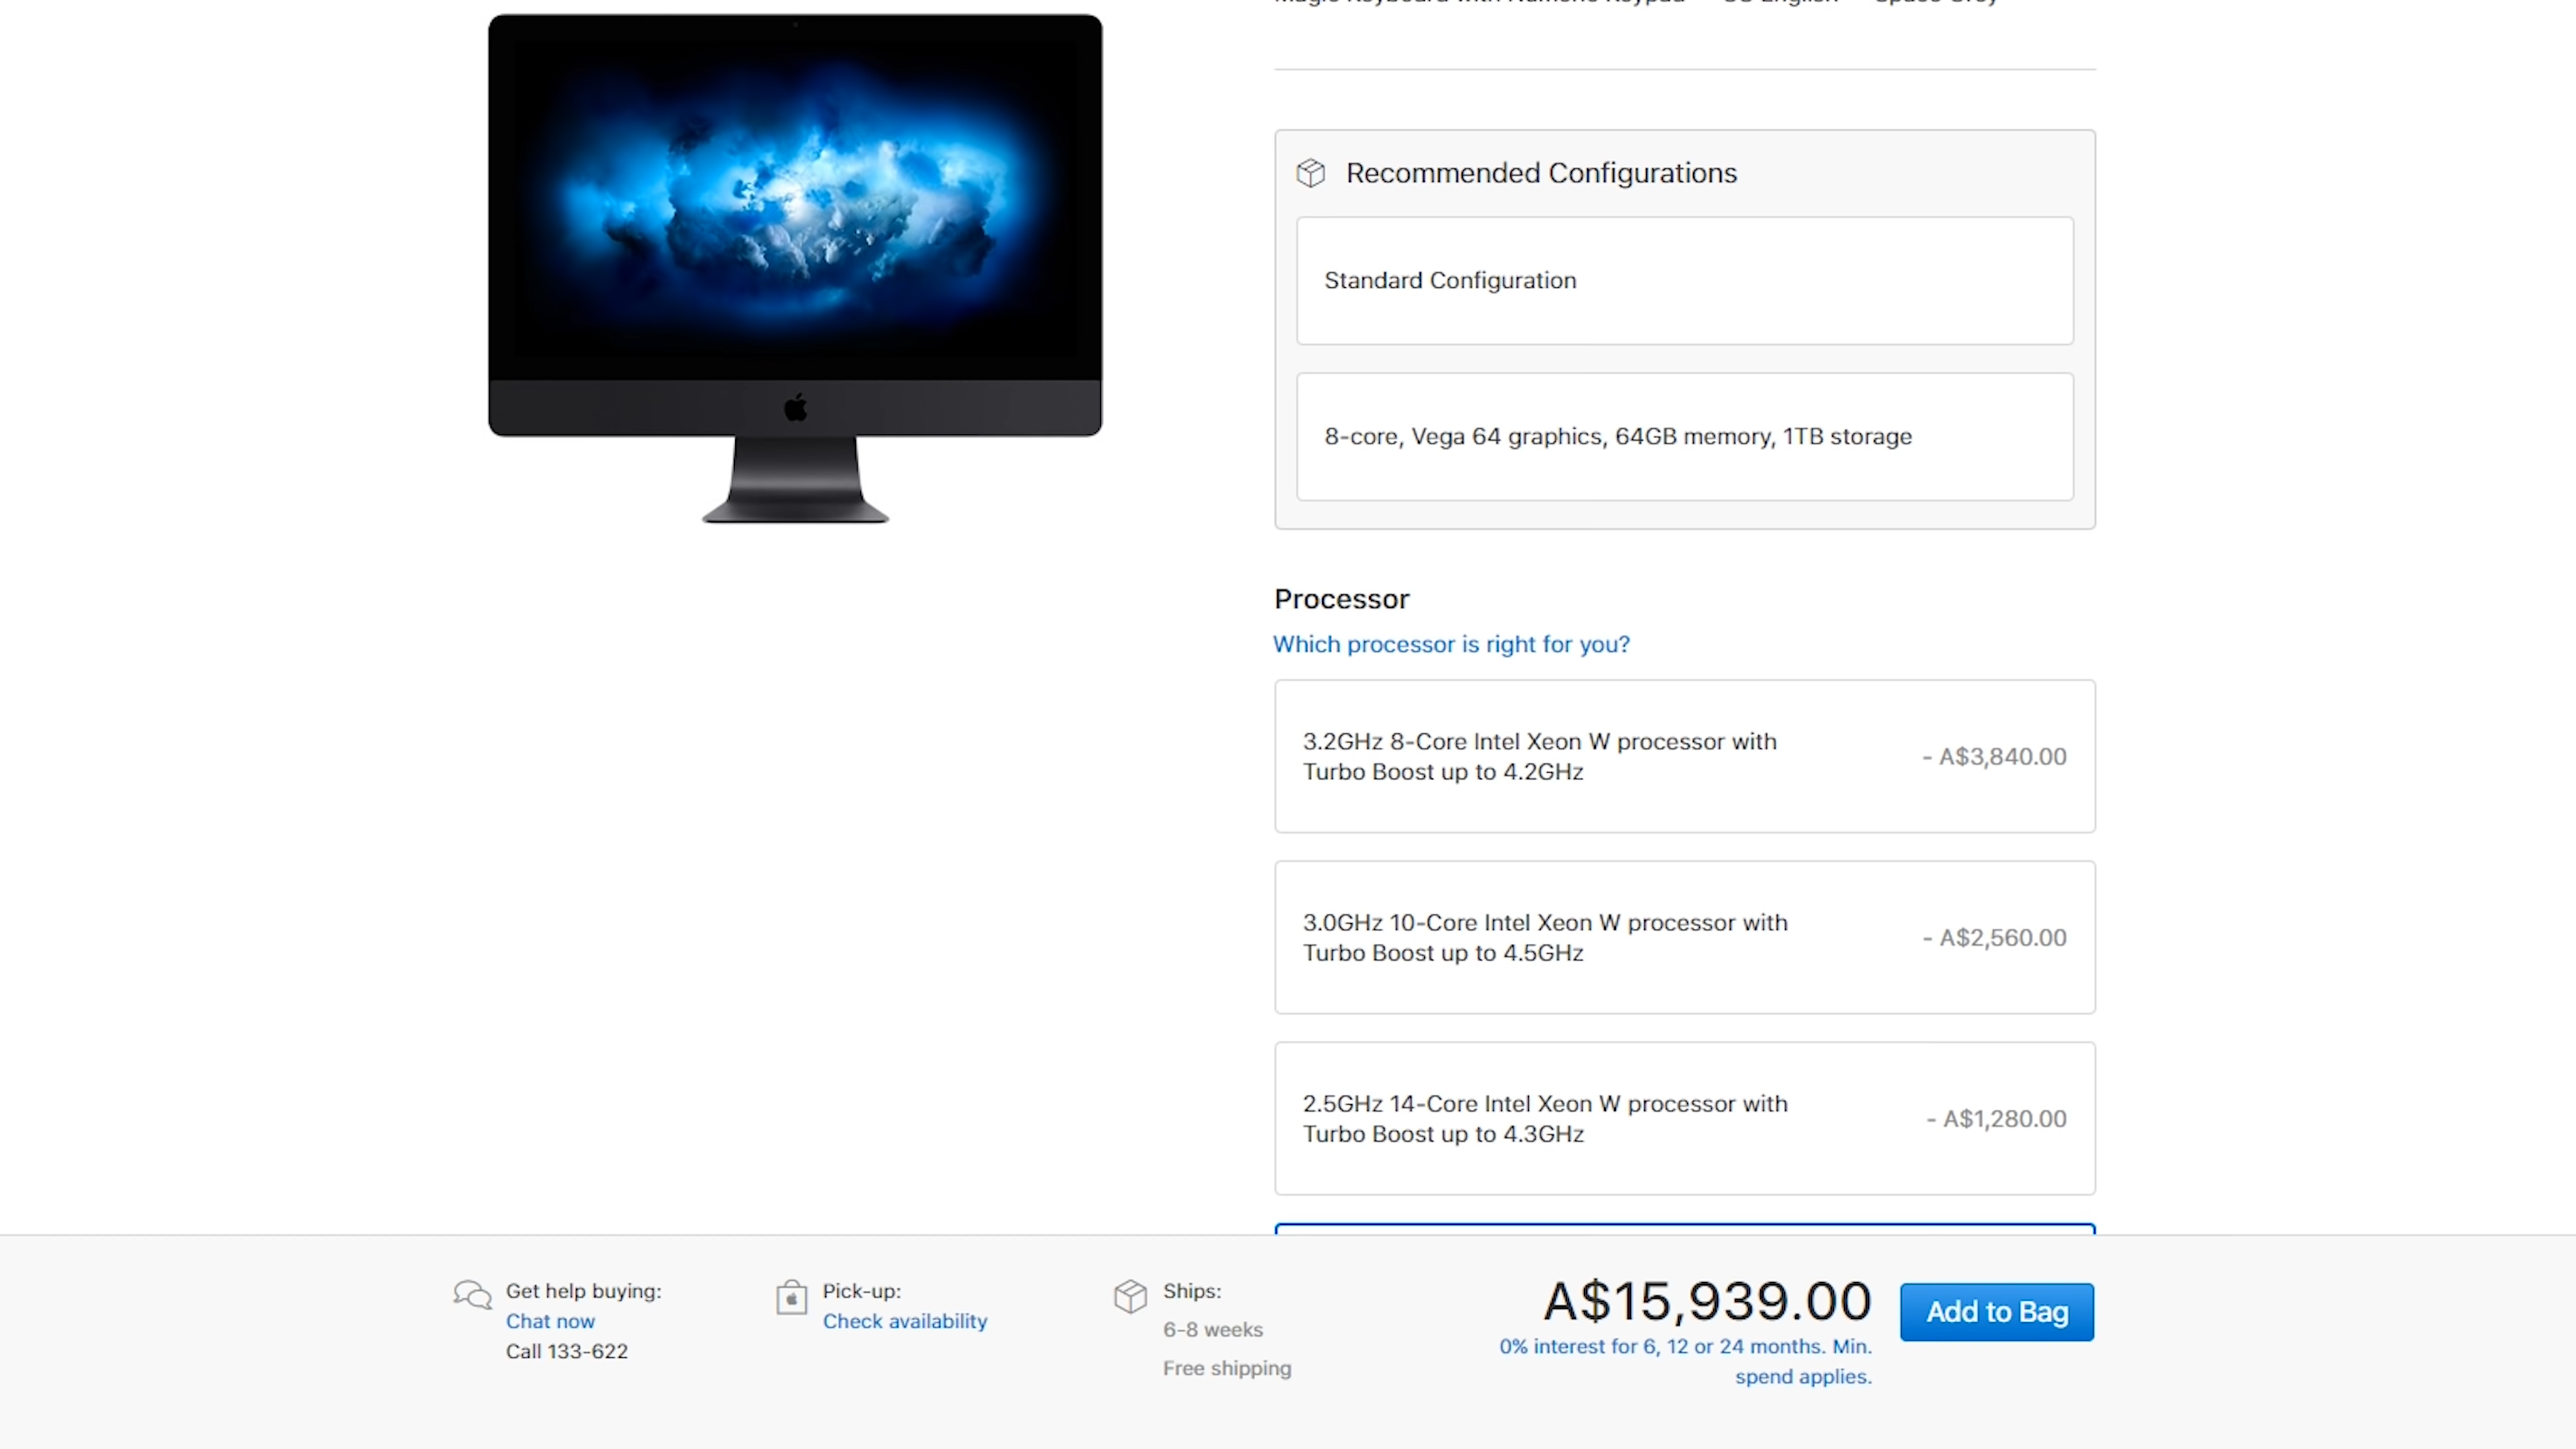 Recommended Configurations
Standard Configuration
8-core, Vega 64 graphics, 64GB memory, 1TB storage
Processor
Which processor is right for you?
3.2GHz 8-Core Intel Xeon W processor with
Turbo Boost up to 4.2GHz
- A$3,840.00
3.0GHz 10-Core Intel Xeon W processor with
Turbo Boost up to 4.5GHz
- A$2,560.00
2.5GHz 14-Core Intel Xeon W processor with
Turbo Boost up to 4.3GHz
- A$1,280.00
Get help buying:
Chat now
Call 133-622
Pick-up:
Check availability
Ships:
6-8 weeks
Free shipping
A$15,939.00
0% interest for 6, 12 or 24 months. Min.
spend applies.
Add to Bag